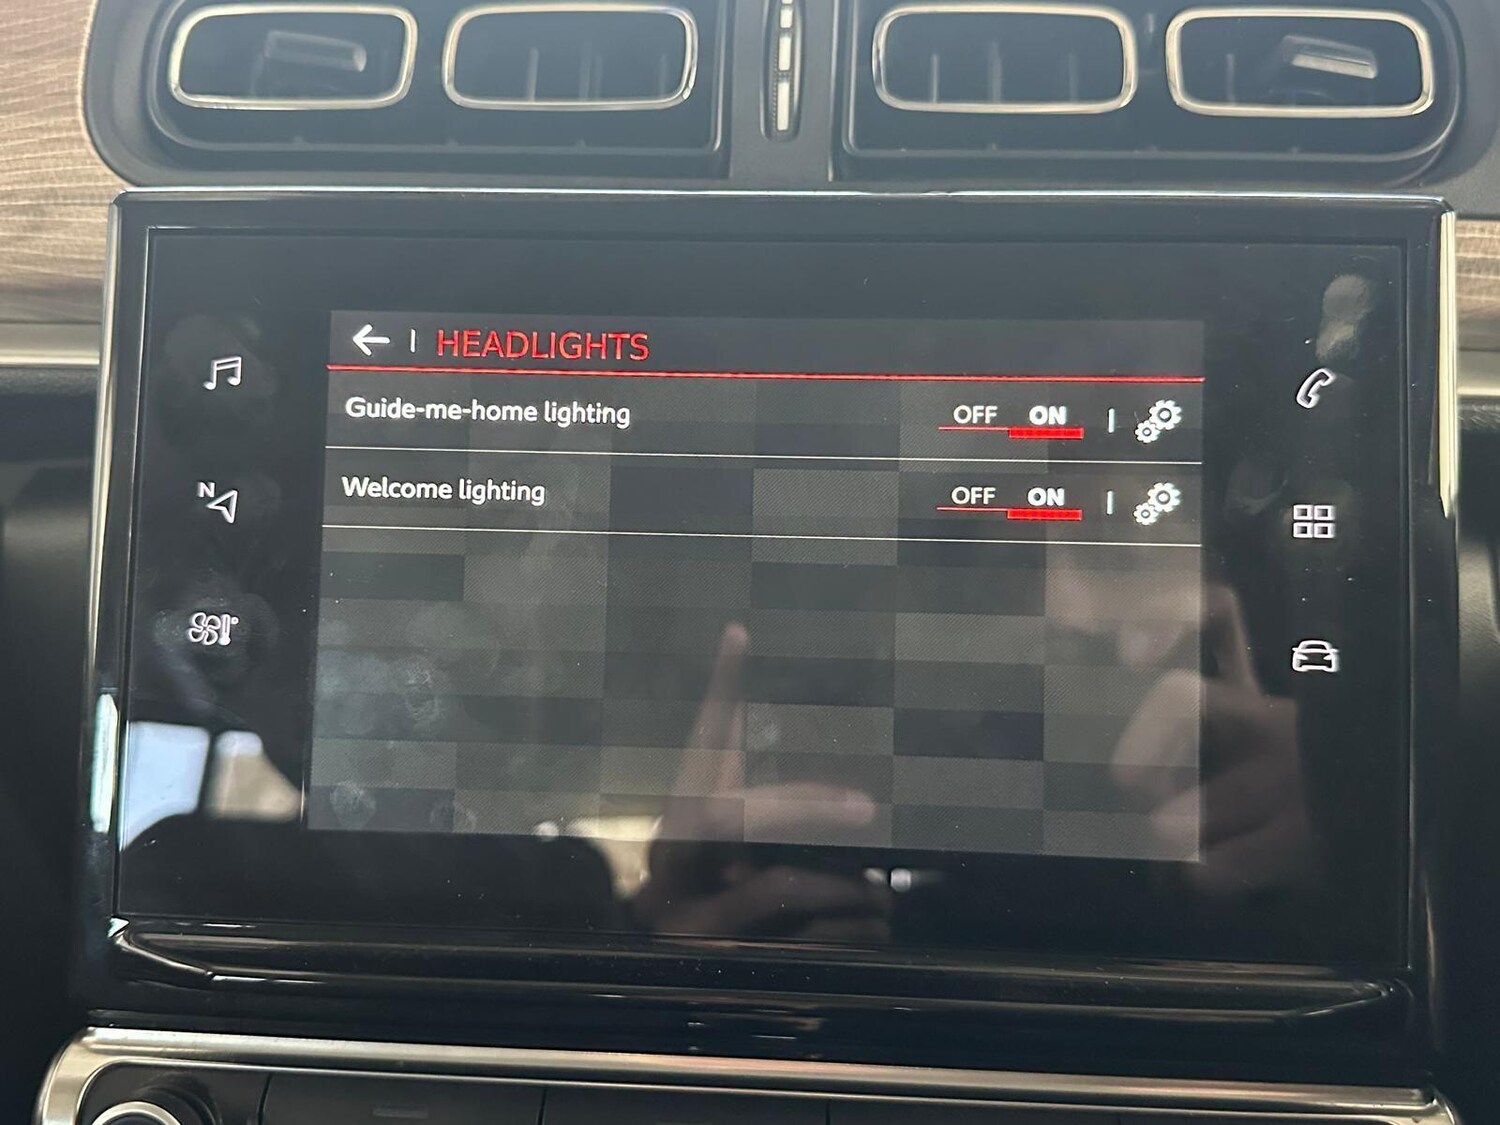 HEADLIGHTS
Guide-me-home lighting OFF ON
Welcome lighting OFF ON
N